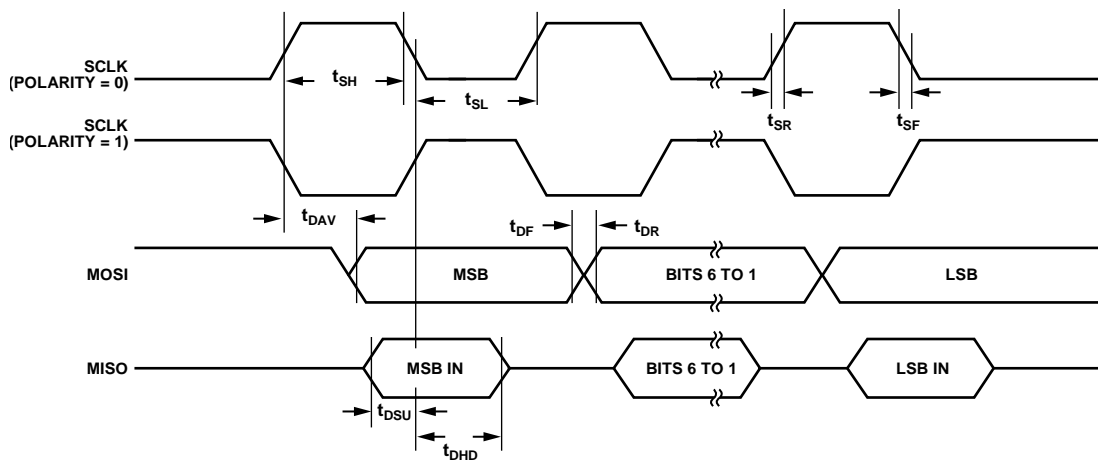 SCLK
(POLARITY = 0)
tSH
tSL
tSR
tSF
SCLK
(POLARITY = 1)
tDAV
tDF
tDR
MOSI
MSB
BITS 6 TO 1
LSB
MISO
MSB IN
BITS 6 TO 1
LSB IN
tDSU
tDHD